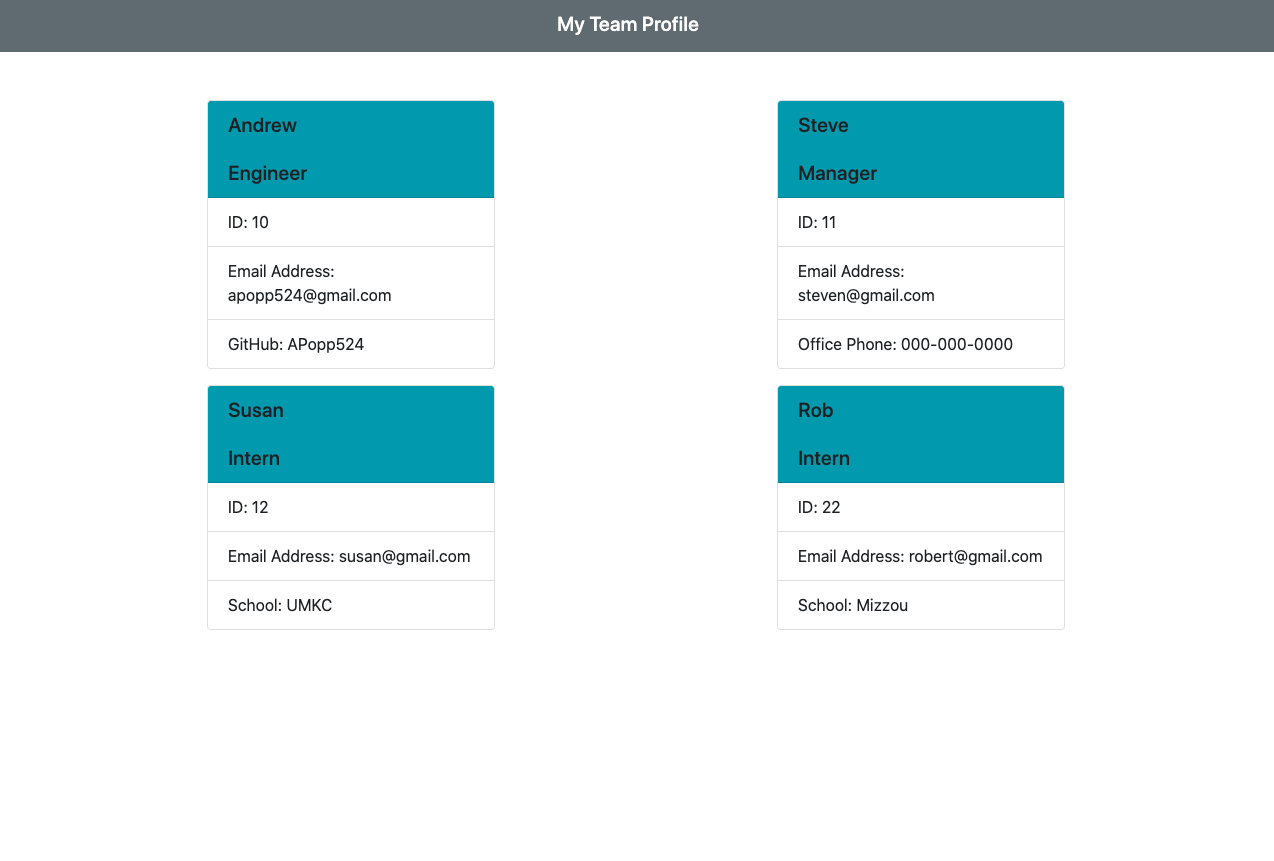 My Team Profile
Andrew
Engineer
ID: 10
Email Address:
apopp524@gmail.com
GitHub: APopp524
Steve
Manager
ID: 11
Email Address:
steven@gmail.com
Office Phone: 000-000-0000
Susan
Intern
ID: 12
Email Address: susan@gmail.com
School: UMKC
Rob
Intern
ID: 22
Email Address: robert@gmail.com
School: Mizzou